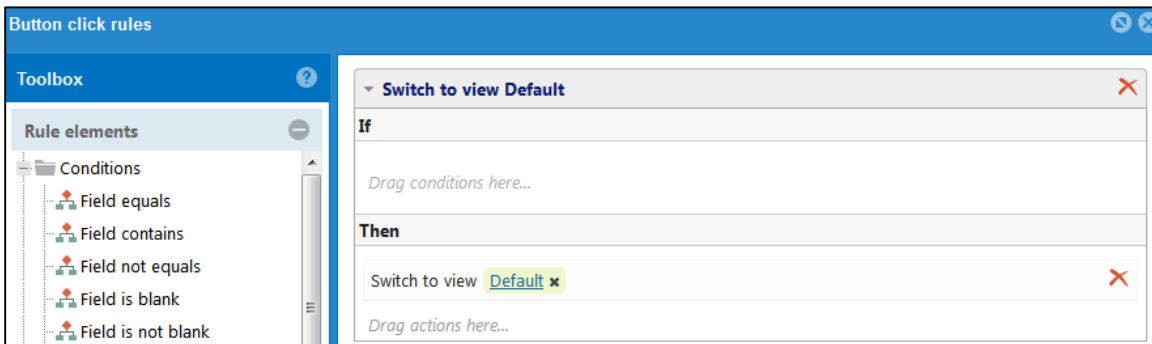 Button click rules
Toolbox
Rule elements
Conditions
Field equals
Field contains
Field not equals
Field is blank
Field is not blank
Switch to view Default
If
Drag conditions here...
Then
Switch to view Default
Drag actions here...